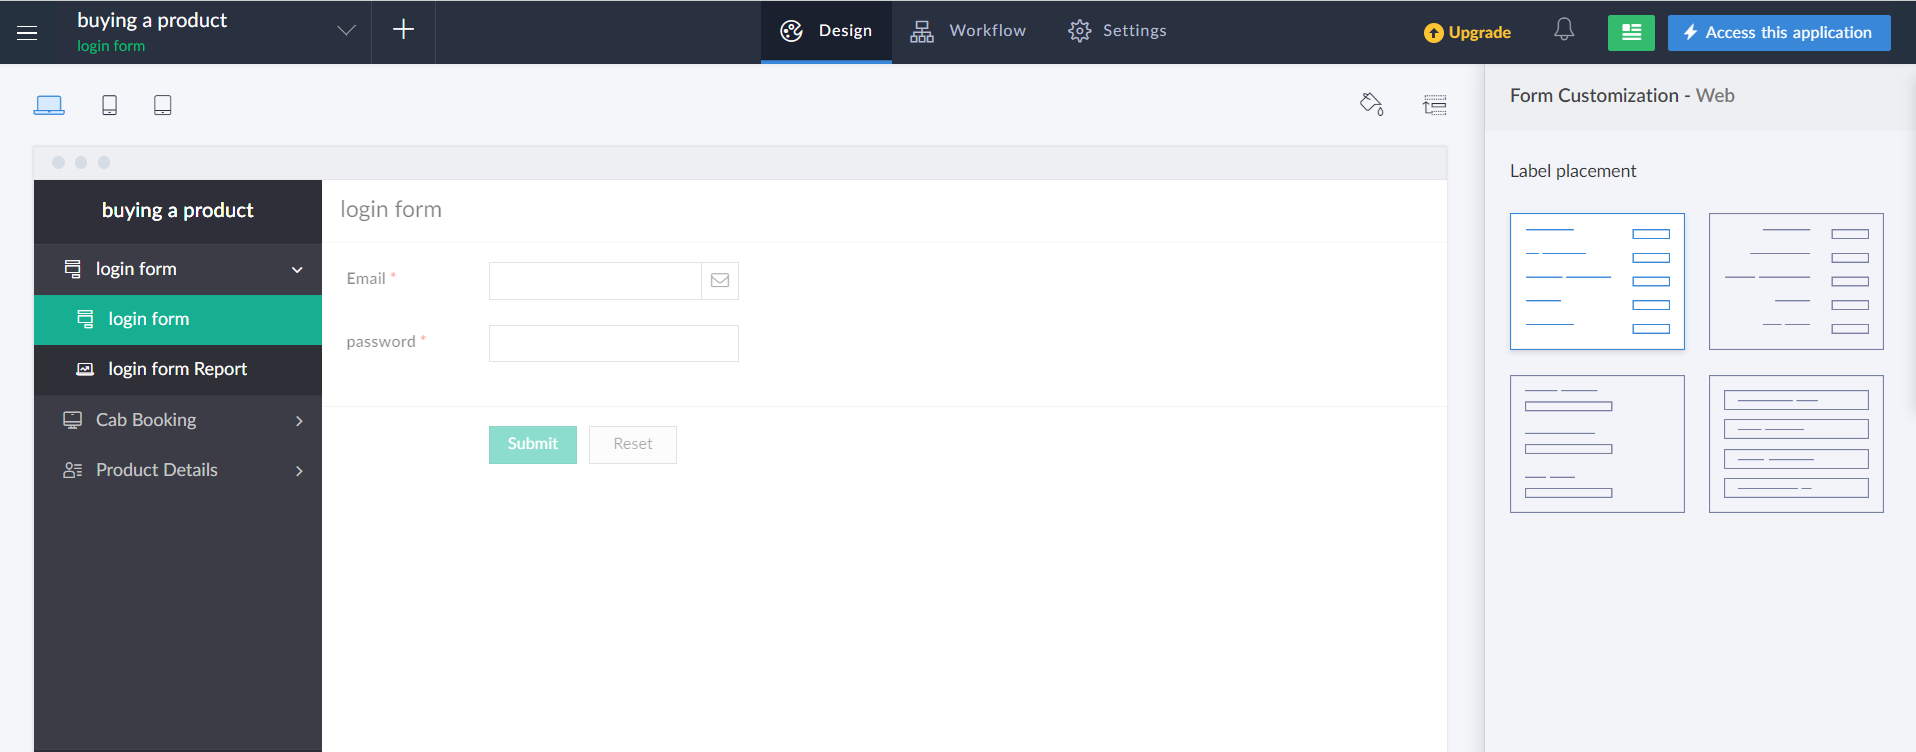 buying a product
login form
Design
Workflow
Settings
Upgrade
Access this application
Form Customization - Web
Label placement
buying a product
login form
login form
login form Report
Cab Booking
Product Details
login form
Email *
password *
Submit
Reset